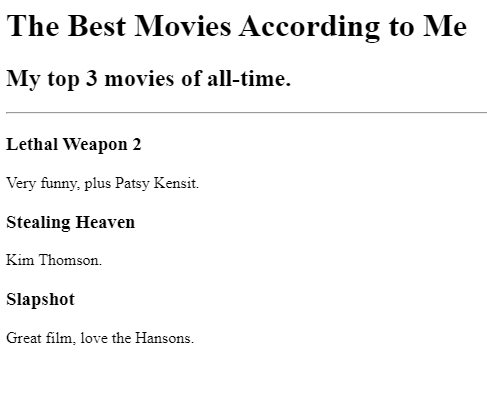 The Best Movies According to Me
My top 3 movies of all-time.
Lethal Weapon 2
Very funny, plus Patsy Kensit.
Stealing Heaven
Kim Thomson.
Slapshot
Great film, love the Hansons.